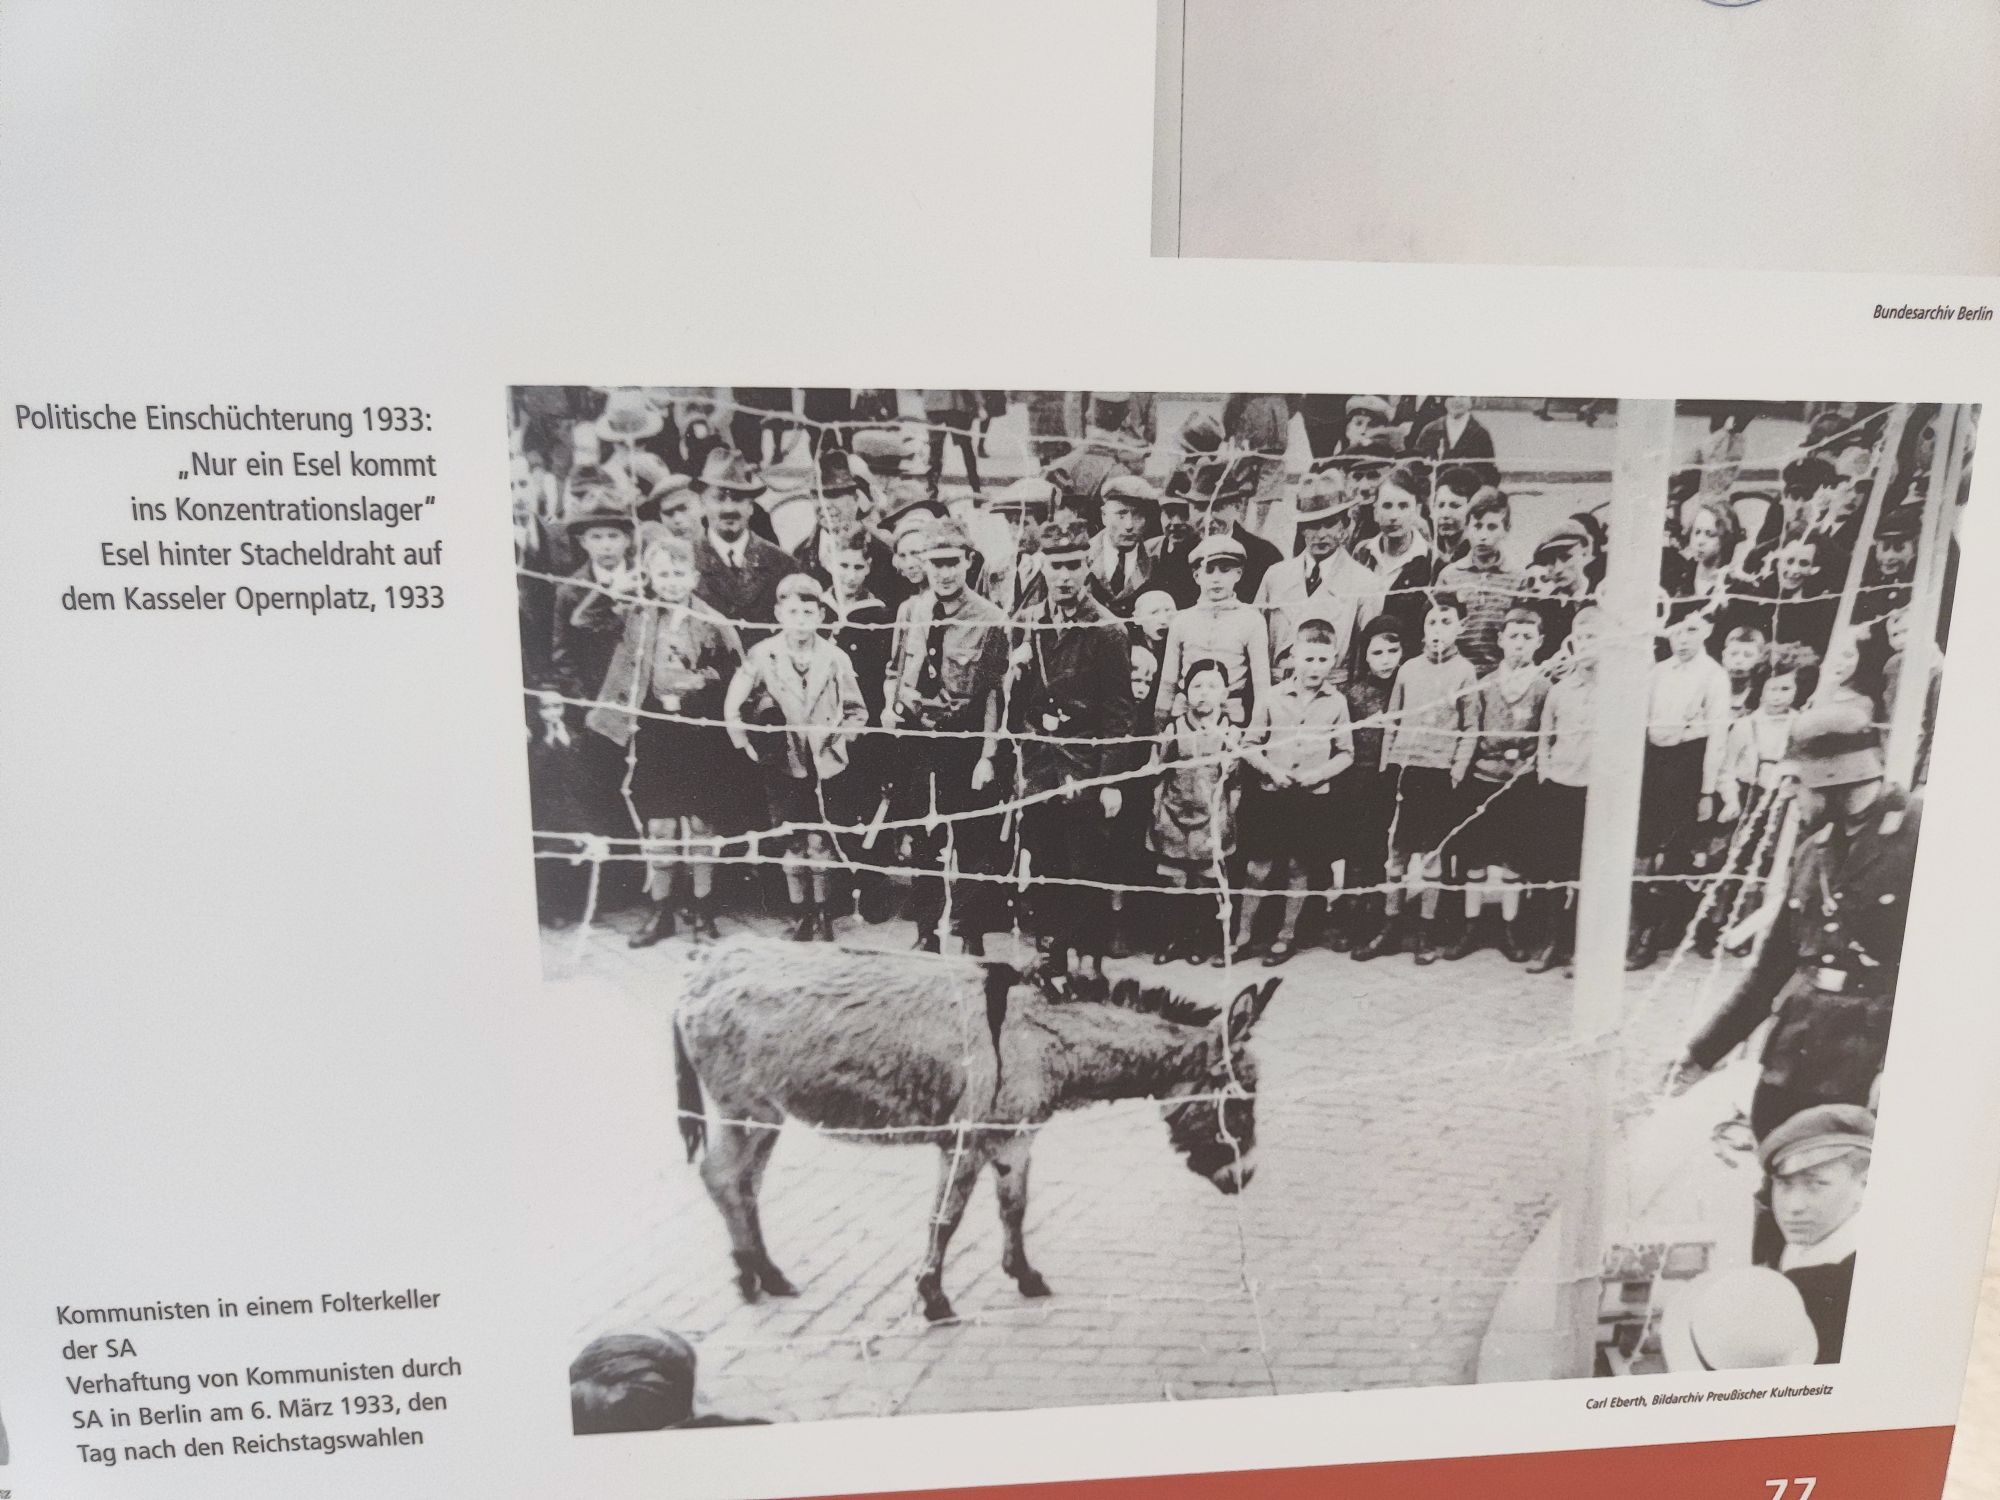 Bundesarchiv Berlin
Politische Einschüchterung 1933:
„Nur ein Esel kommt
ins Konzentrationslager“
Esel hinter Stacheldraht auf
dem Kasseler Opernplatz, 1933
Kommunisten in einem Folterkeller
der SA
Verhaftung von Kommunisten durch
SA in Berlin am 6. März 1933, den
Tag nach den Reichstagswahlen
Carl Eberth, Bildarchiv Preußischer Kulturbesitz
77